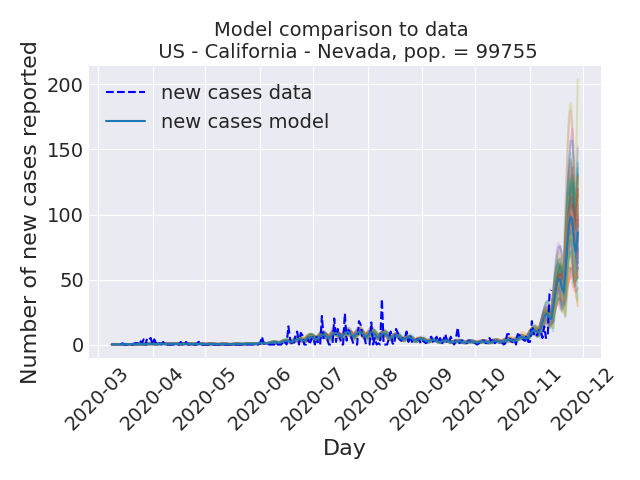 Model comparison to data
US - California - Nevada, pop. = 99755
Number of new cases reported
200
150
100
50
0
new cases data
new cases model
2020-03
2020-04
2020-05
2020-06
2020-07
2020-08
2020-09
2020-10
2020-11
2020-12
Day